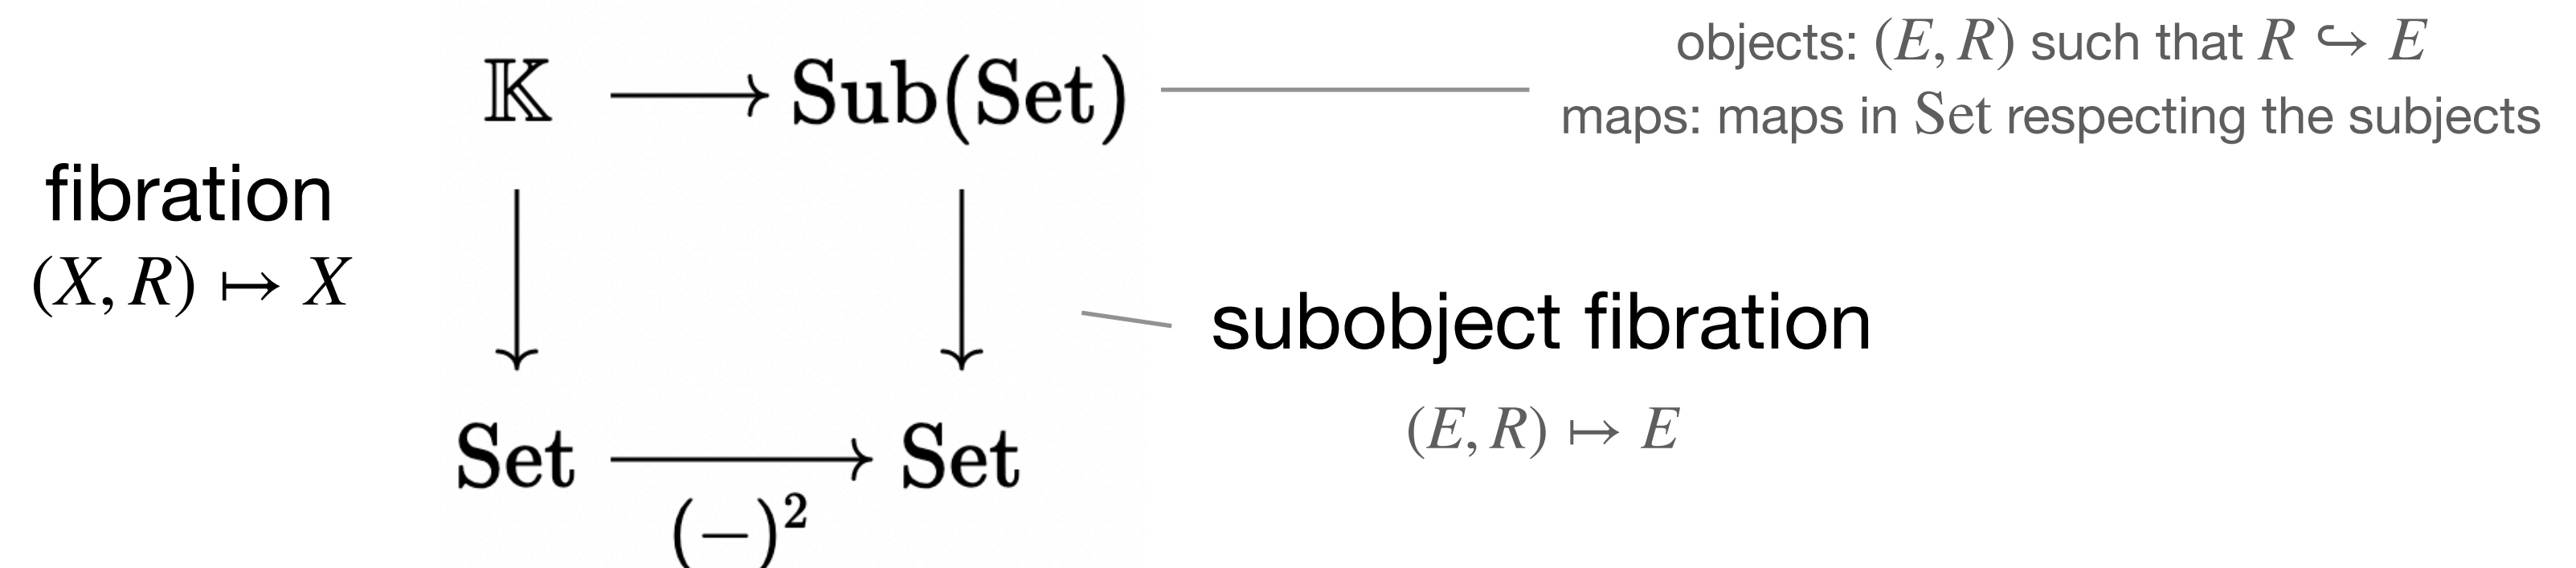 objects: (E, R) such that R ↪ E
𝕂 ⟶ Sub(Set)
maps: maps in Set respecting the subjects
fibration
(X, R) ↦ X
subobject fibration
(E, R) ↦ E
Set ⟶ Set
(−)²